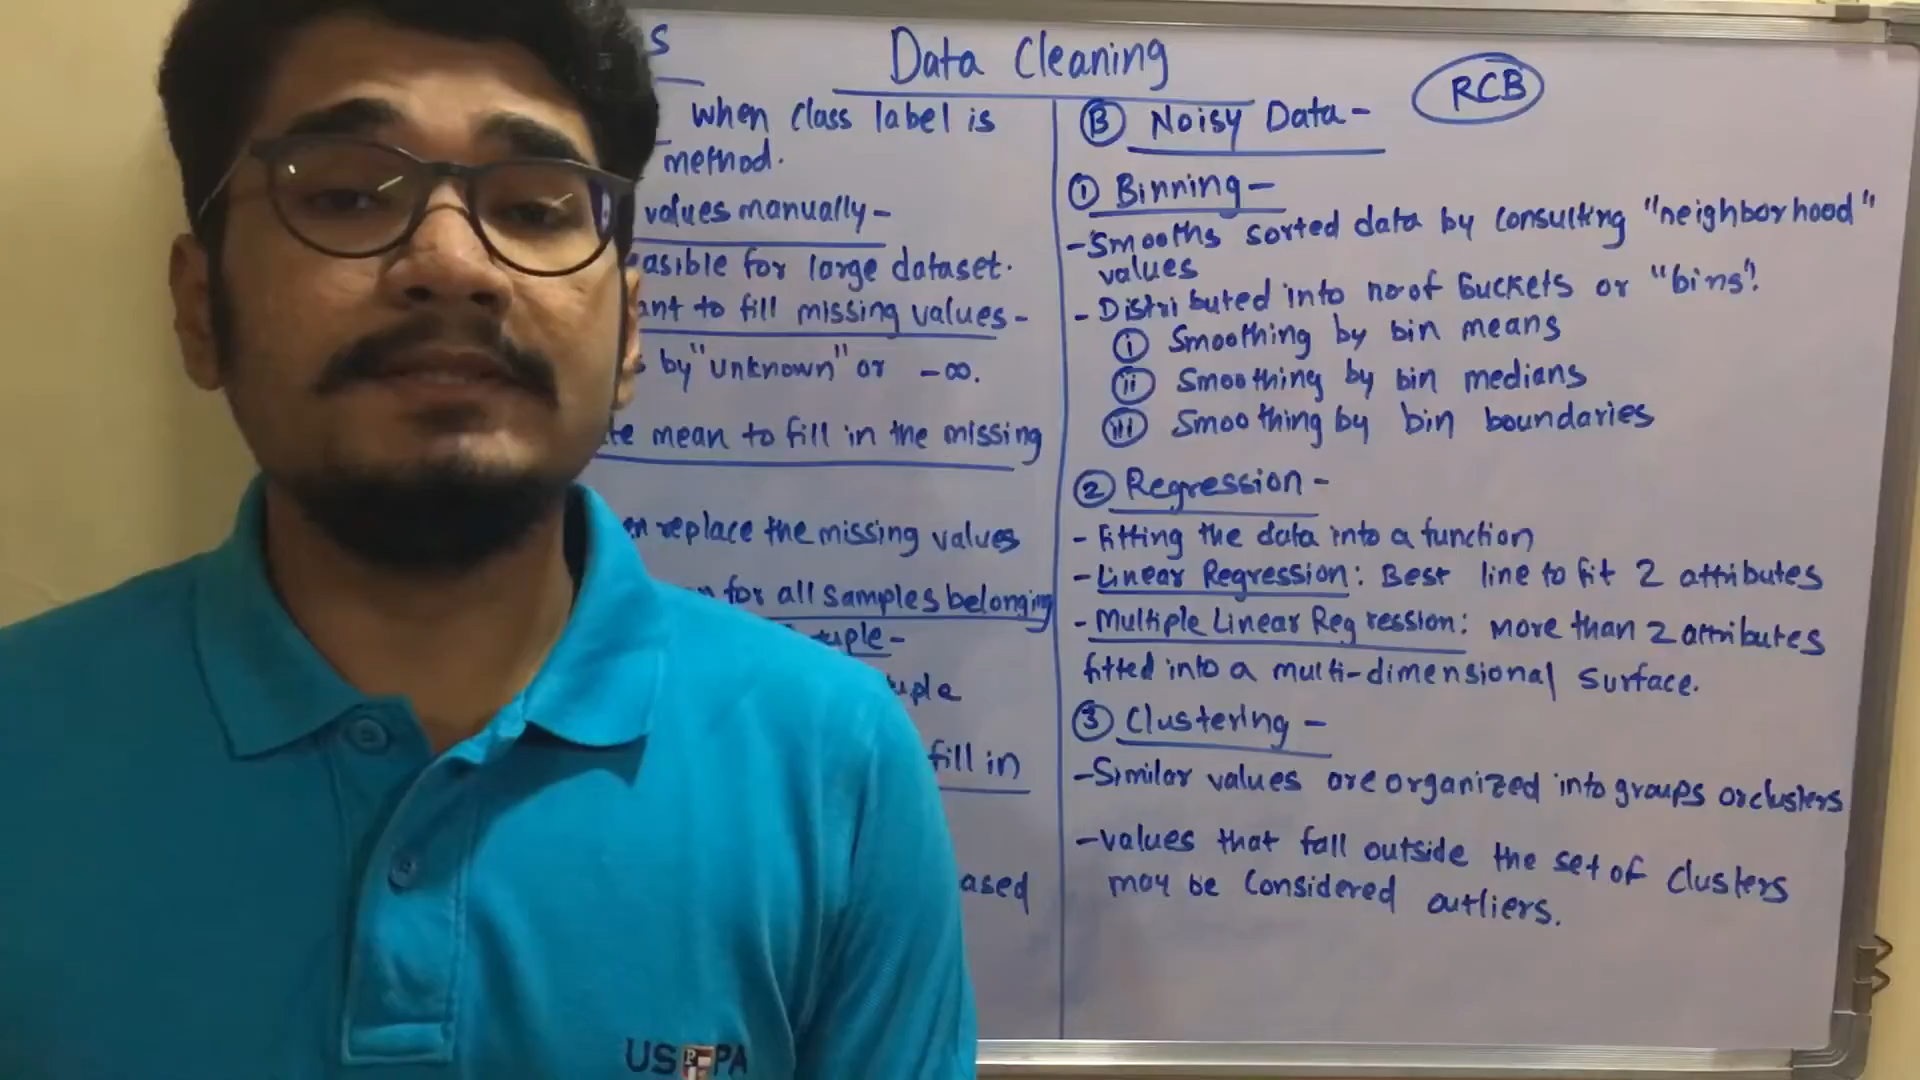 Data Cleaning
RCB
s
when class label is
method.
values manually-
easible for large dataset.
ant to fill missing values-
by "unknown" or -∞.
te mean to fill in the missing
en replace the missing values
n for all samples belonging
tuple-
tuple
fill in
ased
Ⓑ Noisy Data-
① Binning-
-Smooths sorted data by consulting "neighborhood"
values
- Distributed into no of buckets or "bins".
ⓘ Smoothing by bin means
ⓘⓘ Smoothing by bin medians
ⓘⓘⓘ Smoothing by bin boundaries
② Regression-
- Fitting the data into a function
- Linear Regression: Best line to fit 2 attributes
- Multiple Linear Regression: more than 2 attributes
fitted into a multi-dimensional surface.
③ Clustering-
-Similar values are organized into groups or clusters
-values that fall outside the set of clusters
may be considered outliers.
US PA